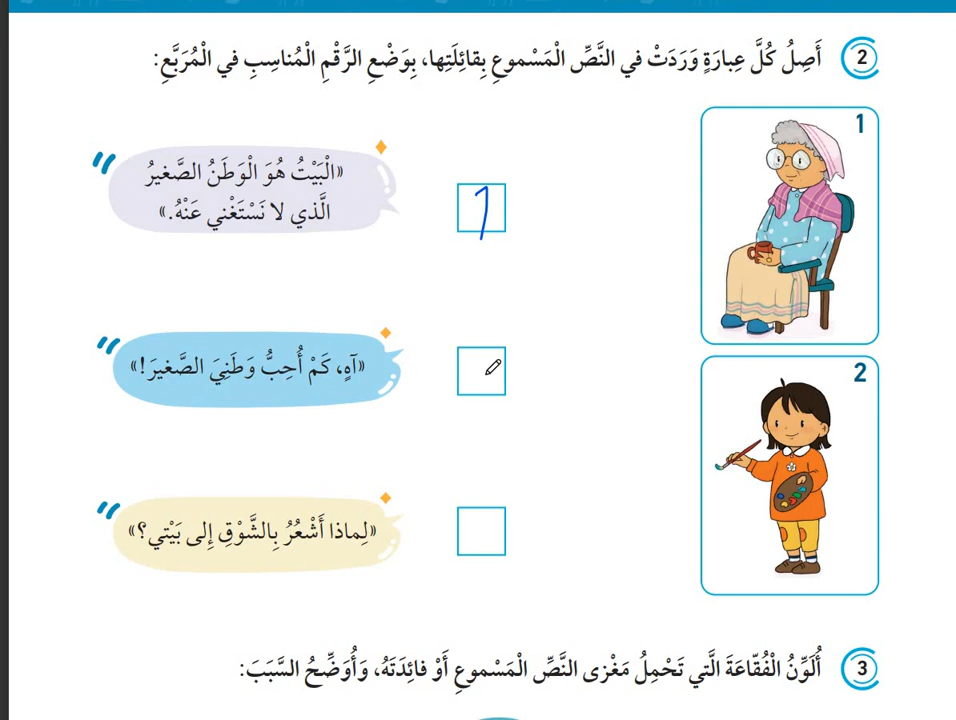 2 أَصِلُ كُلَّ عِبارَةٍ وَرَدَتْ في النَّصِّ الْمَسْموعِ بِقائِلَتِها، بِوَضْعِ الرَّقْمِ الْمُناسِبِ في الْمُرَبَّعِ:
1
«الْبَيْتُ هُوَ الْوَطَنُ الصَّغيرُ
الَّذي لا نَسْتَغْني عَنْهُ.»
1
«آهٍ، كَمْ أُحِبُّ وَطَنِيَ الصَّغيرَ!»
2
«لِماذا أَشْعُرُ بِالشَّوْقِ إِلى بَيْتي؟»
3 أُلَوِّنُ الْفُقّاعَةَ الَّتي تَحْمِلُ مَغْزى النَّصِّ الْمَسْموعِ أَوْ فائِدَتَهُ، وَأُوَضِّحُ السَّبَبَ: